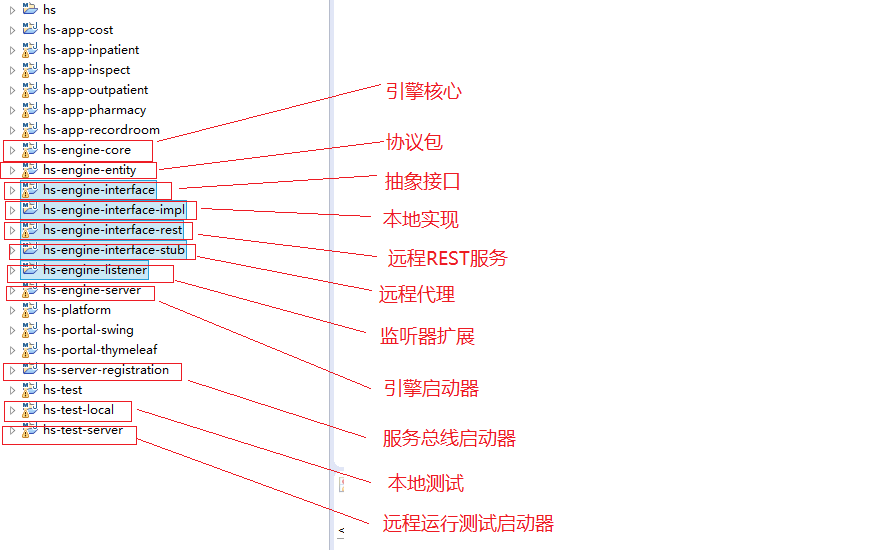 hs
hs-app-cost
hs-app-inpatient
hs-app-inspect
hs-app-outpatient
hs-app-pharmacy
hs-app-recordroom
hs-engine-core
hs-engine-entity
hs-engine-interface
hs-engine-interface-impl
hs-engine-interface-rest
hs-engine-interface-stub
hs-engine-listener
hs-engine-server
hs-platform
hs-portal-swing
hs-portal-thymeleaf
hs-server-registration
hs-test
hs-test-local
hs-test-server
引擎核心
协议包
抽象接口
本地实现
远程REST服务
远程代理
监听器扩展
引擎启动器
服务总线启动器
本地测试
远程运行测试启动器